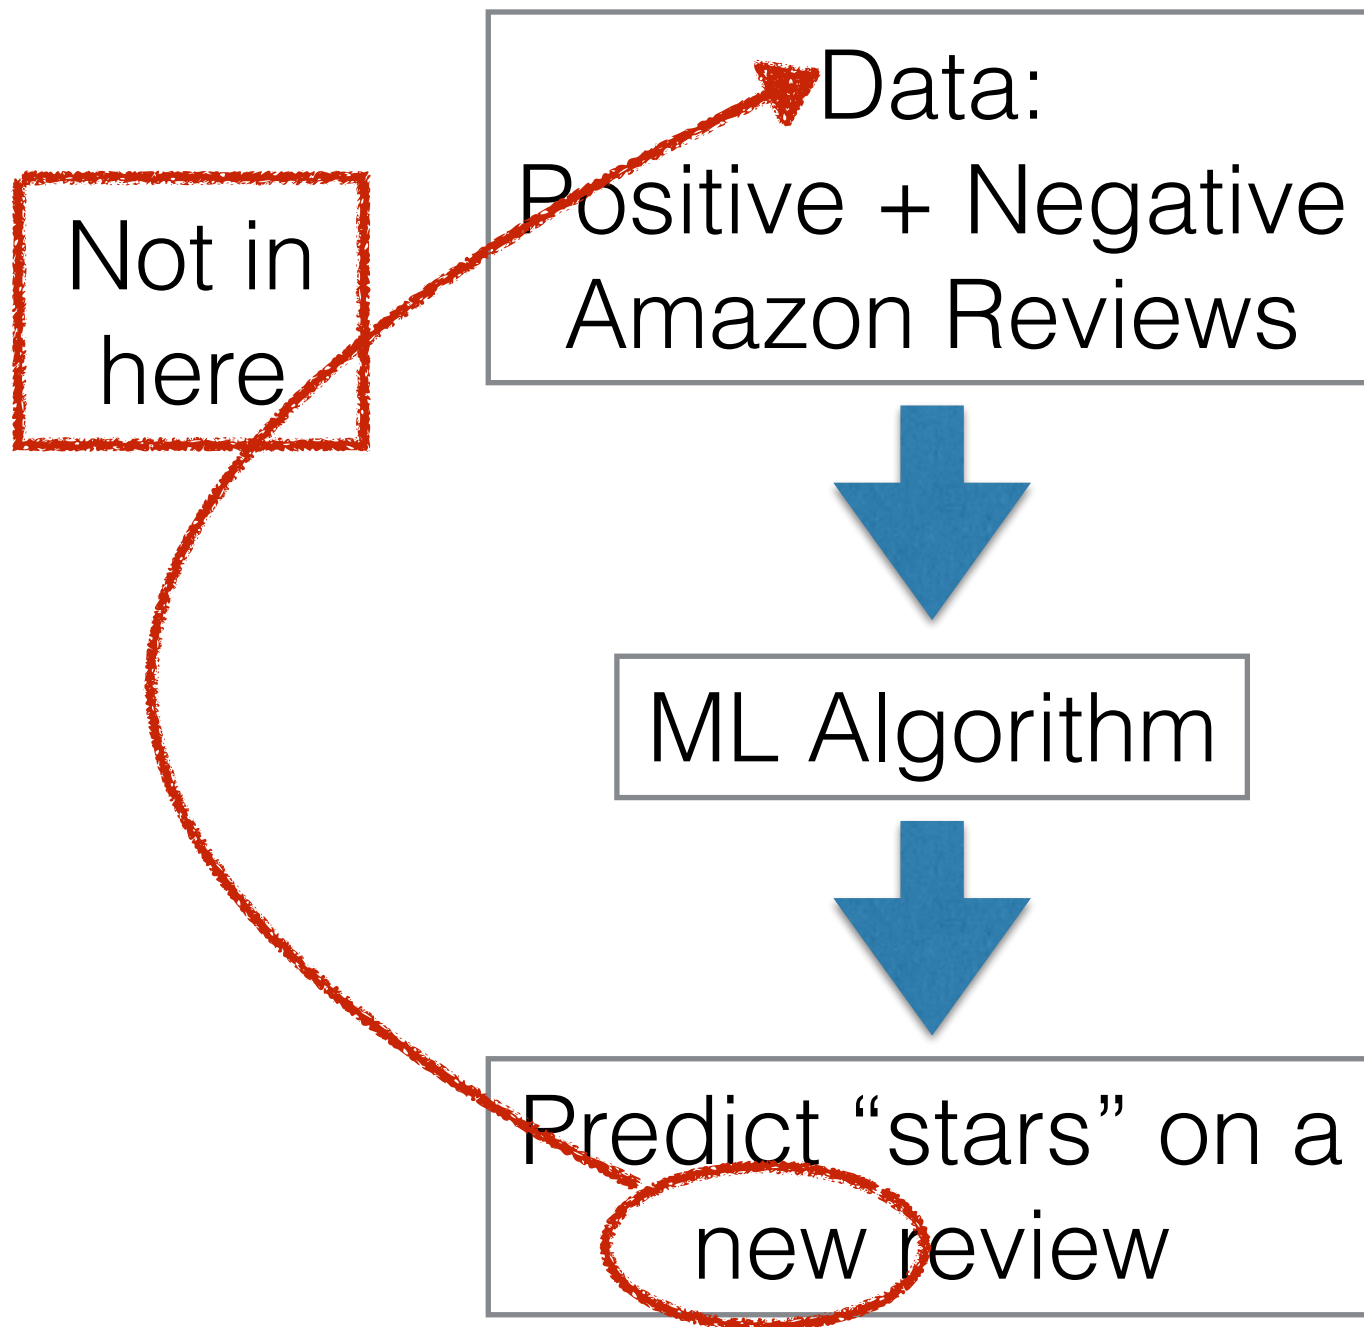 Data:
Positive + Negative
Amazon Reviews
Not in
here
ML Algorithm
Predict “stars” on a
new review